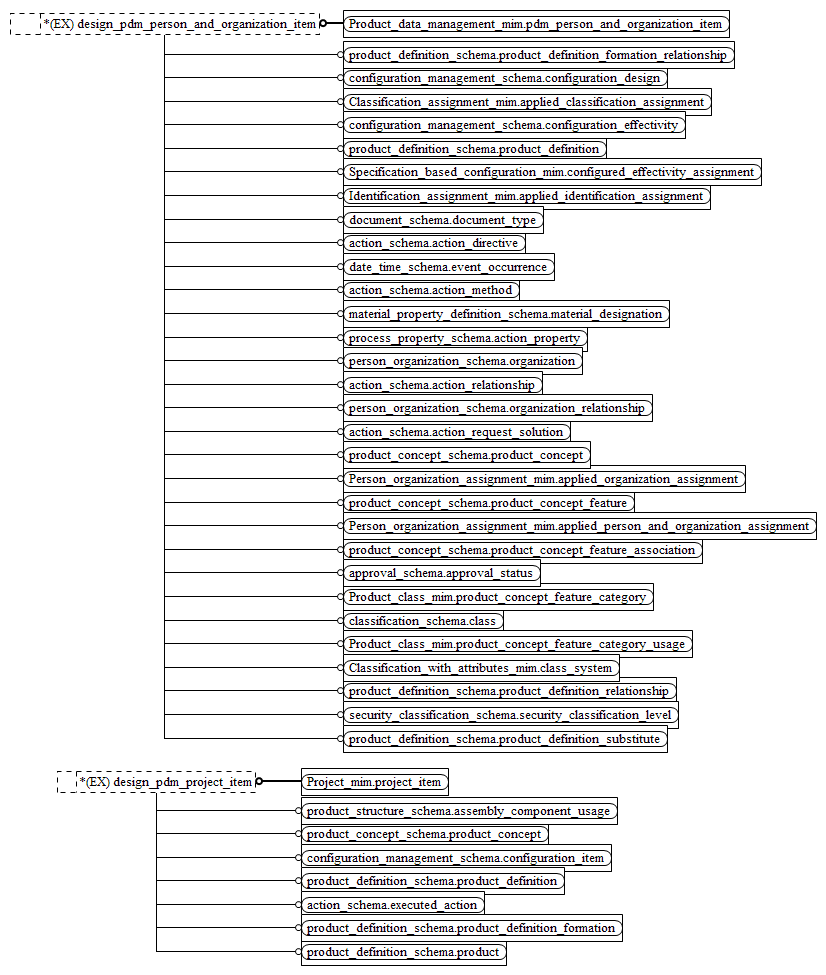 *(EX) design_pdm_person_and_organization_item
Product_data_management_mim.pdm_person_and_organization_item
product_definition_schema.product_definition_formation_relationship
configuration_management_schema.configuration_design
Classification_assignment_mim.applied_classification_assignment
configuration_management_schema.configuration_effectivity
product_definition_schema.product_definition
Specification_based_configuration_mim.configured_effectivity_assignment
Identification_assignment_mim.applied_identification_assignment
document_schema.document_type
action_schema.action_directive
date_time_schema.event_occurrence
action_schema.action_method
material_property_definition_schema.material_designation
process_property_schema.action_property
person_organization_schema.organization
action_schema.action_relationship
person_organization_schema.organization_relationship
action_schema.action_request_solution
product_concept_schema.product_concept
Person_organization_assignment_mim.applied_organization_assignment
product_concept_schema.product_concept_feature
Person_organization_assignment_mim.applied_person_and_organization_assignment
product_concept_schema.product_concept_feature_association
approval_schema.approval_status
Product_class_mim.product_concept_feature_category
classification_schema.class
Product_class_mim.product_concept_feature_category_usage
Classification_with_attributes_mim.class_system
product_definition_schema.product_definition_relationship
security_classification_schema.security_classification_level
product_definition_schema.product_definition_substitute
*(EX) design_pdm_project_item
Project_mim.project_item
product_structure_schema.assembly_component_usage
product_concept_schema.product_concept
configuration_management_schema.configuration_item
product_definition_schema.product_definition
action_schema.executed_action
product_definition_schema.product_definition_formation
product_definition_schema.product